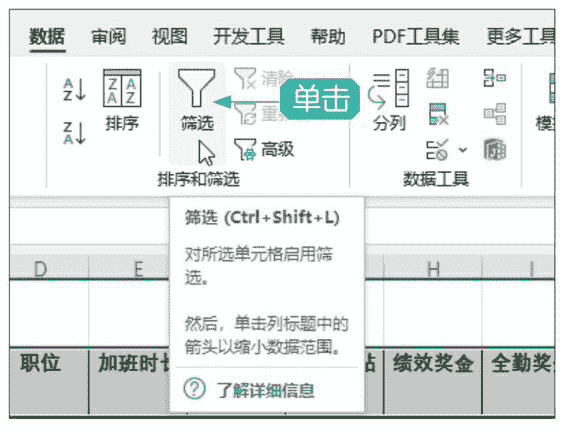 数据 审阅 视图 开发工具 帮助 PDF工具集 更多工具
清除
单击
排序 筛选 重 分列 模
高级
排序和筛选 数据工具
筛选 (Ctrl+Shift+L)
对所选单元格启用筛
选。
然后，单击列标题中的
箭头以缩小数据范围。
了解详细信息
D E H I
职位 加班时长 贴 绩效奖金 全勤奖